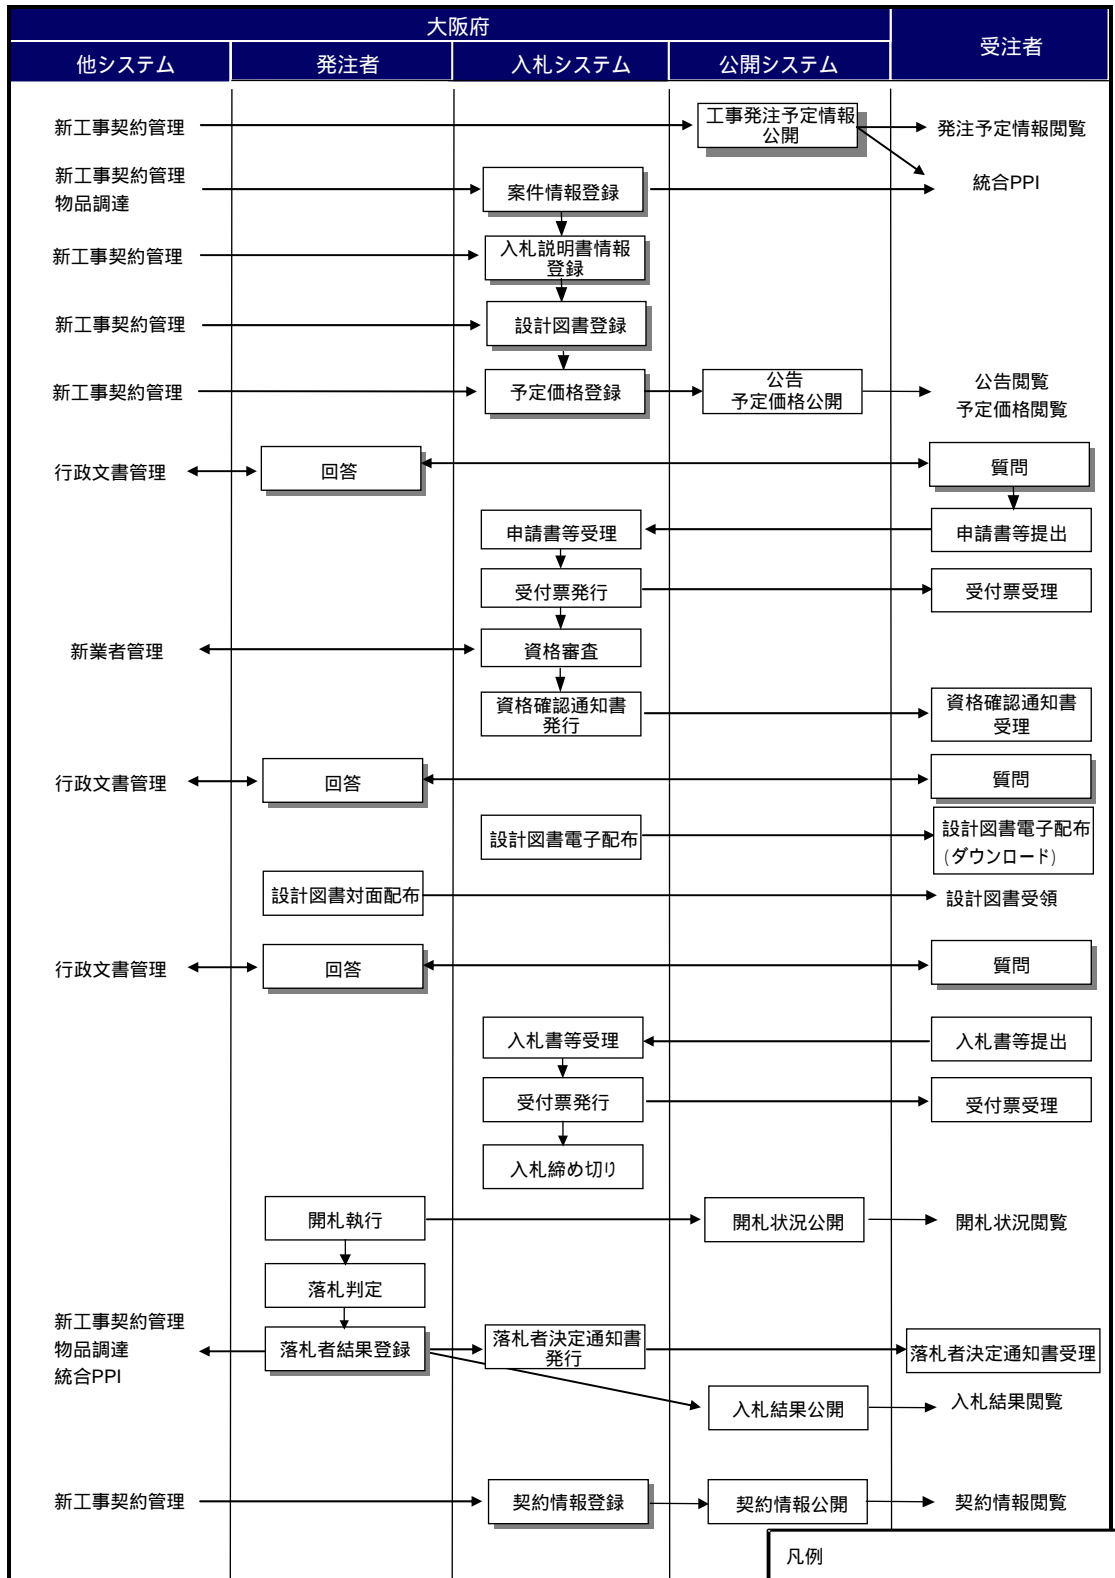 大阪府
受注者
他システム
発注者
入札システム
公開システム
新工事契約管理
工事発注予定情報
公開
発注予定情報閲覧
新工事契約管理
物品調達
案件情報登録
統合PPI
新工事契約管理
入札説明書情報
登録
新工事契約管理
設計図書登録
新工事契約管理
予定価格登録
公告
予定価格公開
公告閲覧
予定価格閲覧
行政文書管理
回答
質問
申請書等受理
申請書等提出
受付票発行
受付票受理
新業者管理
資格審査
資格確認通知書
発行
資格確認通知書
受理
行政文書管理
回答
質問
設計図書電子配布
設計図書電子配布
(ダウンロード)
設計図書対面配布
設計図書受領
行政文書管理
回答
質問
入札書等受理
入札書等提出
受付票発行
受付票受理
入札締め切り
開札執行
開札状況公開
開札状況閲覧
落札判定
新工事契約管理
物品調達
統合PPI
落札者結果登録
落札者決定通知書
発行
落札者決定通知書受理
入札結果公開
入札結果閲覧
新工事契約管理
契約情報登録
契約情報公開
契約情報閲覧
凡例